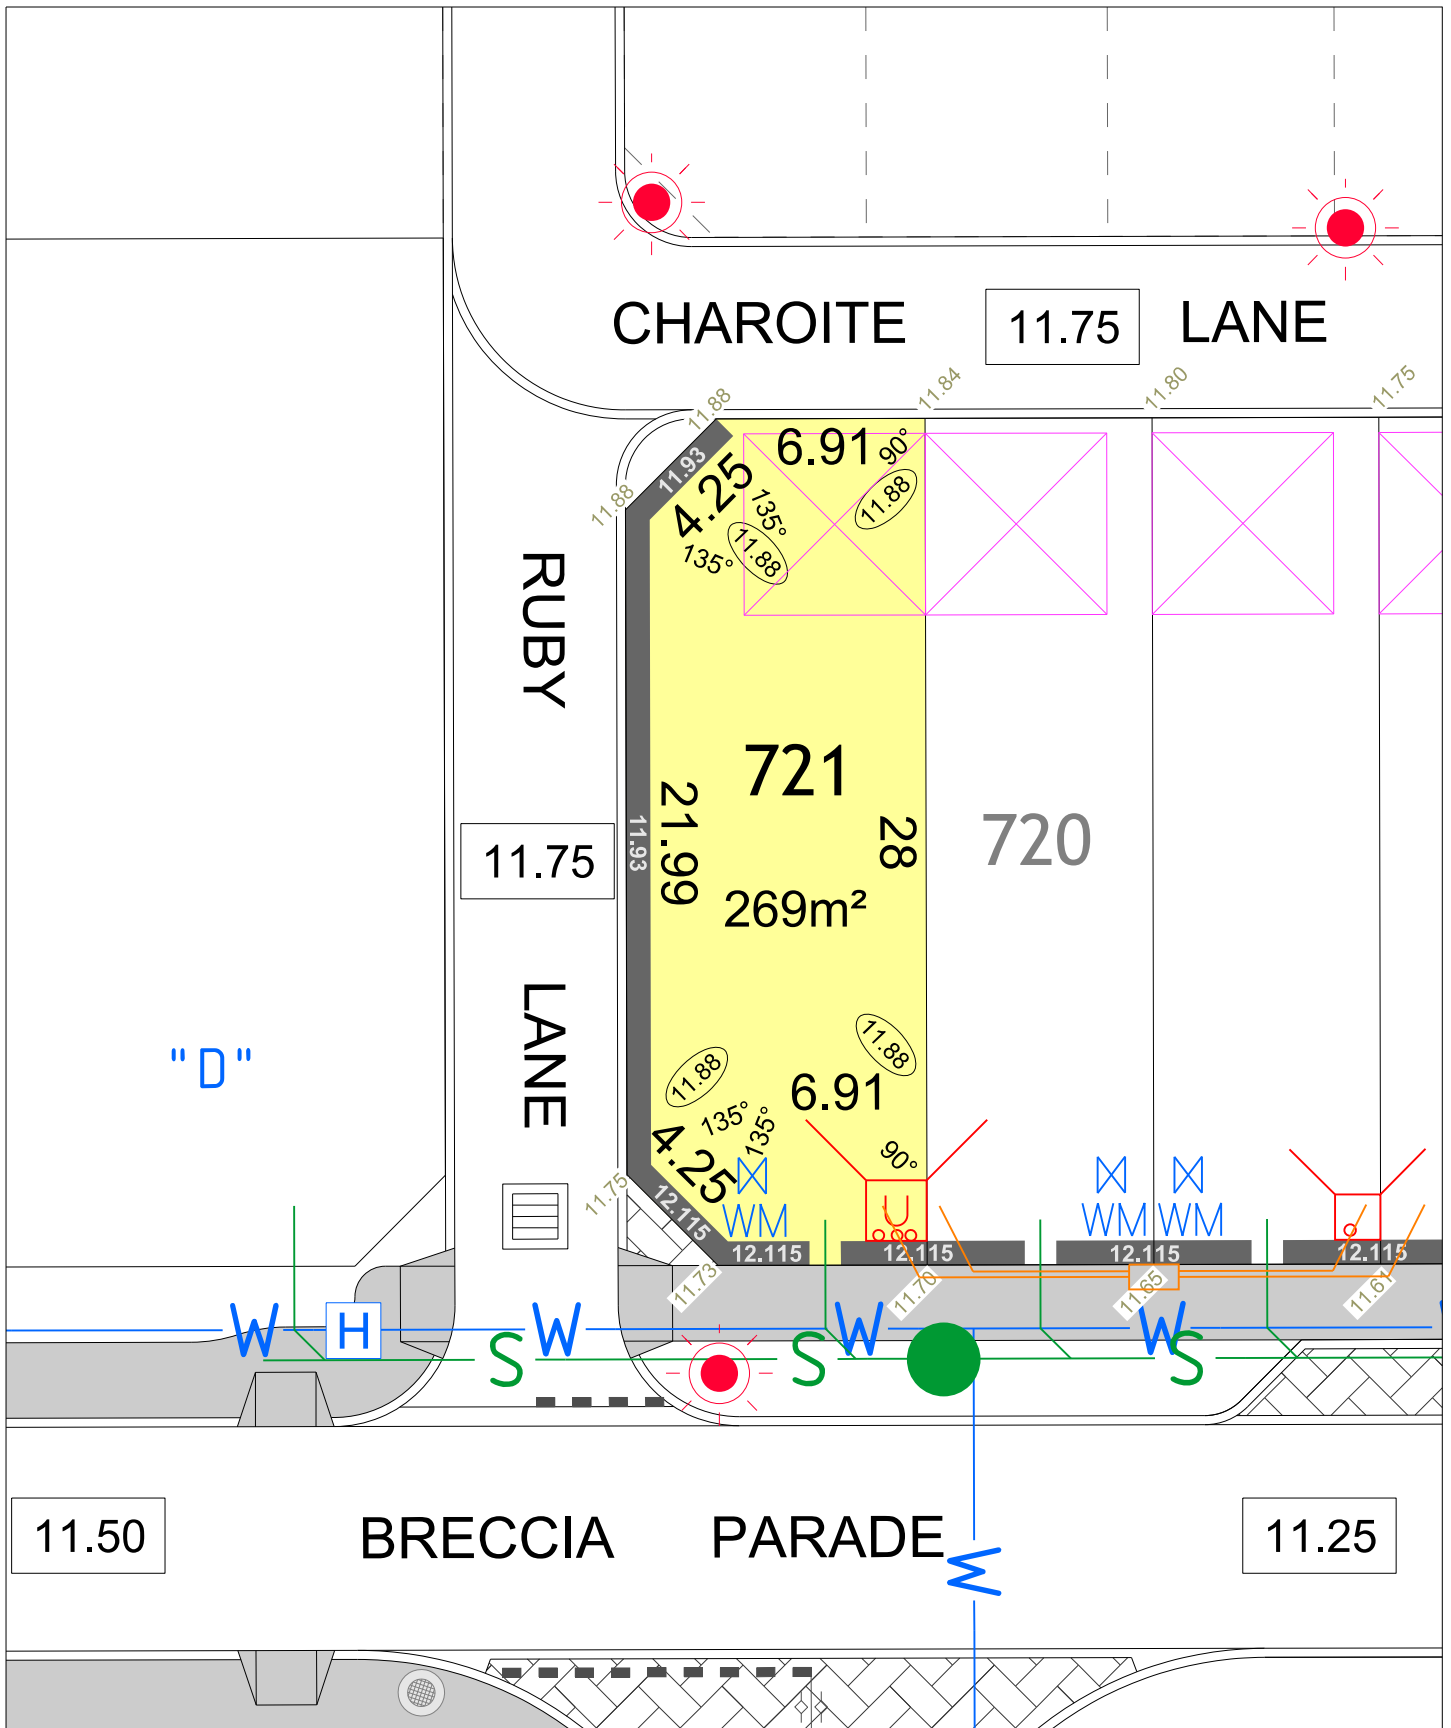 CHAROITE 11.75 LANE
11.88
11.84
11.80
11.75
11.93
6.91
90°
4.25
135°
11.88
11.88
11.88
135°
RUBY
721
21.99
28
720
11.93
11.75
269m²
LANE
"D"
11.88
11.88
6.91
135°
135°
4.25
90°
11.75
WM
WM
WM
U
12.115
12.115
12.115
12.115
12.115
11.73
11.70
11.65
11.61
W
H
W
W
W
S
S
S
11.50
BRECCIA PARADE
11.25
W